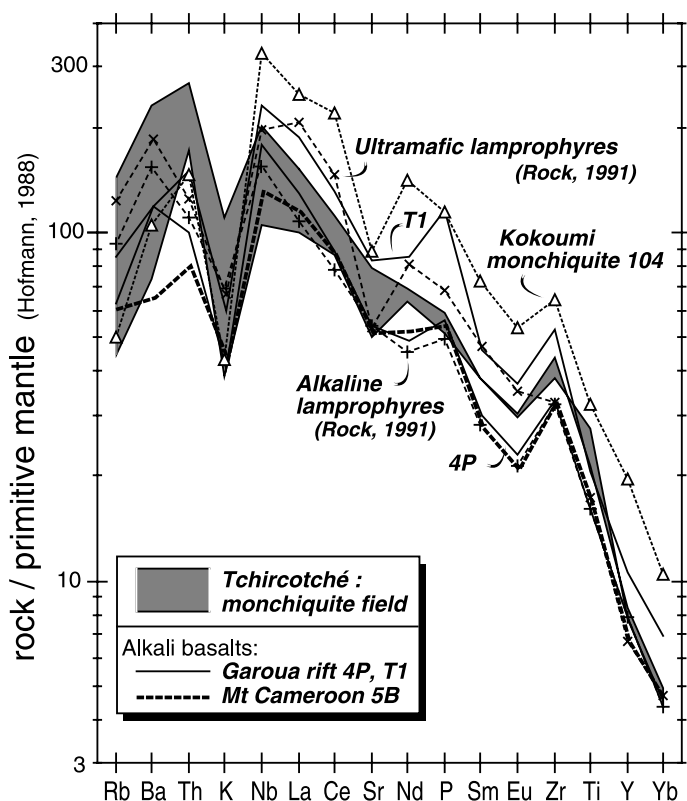 300
100
10
3
rock / primitive mantle (Hofmann, 1988)
Ultramafic lamprophyres
(Rock, 1991)
T1
Kokoumi
monchiquite 104
Alkaline
lamprophyres
(Rock, 1991)
4P
Tchircotché :
monchiquite field
Alkali basalts:
Garoua rift 4P, T1
Mt Cameroon 5B
Rb Ba Th K Nb La Ce Sr Nd P Sm Eu Zr Ti Y Yb